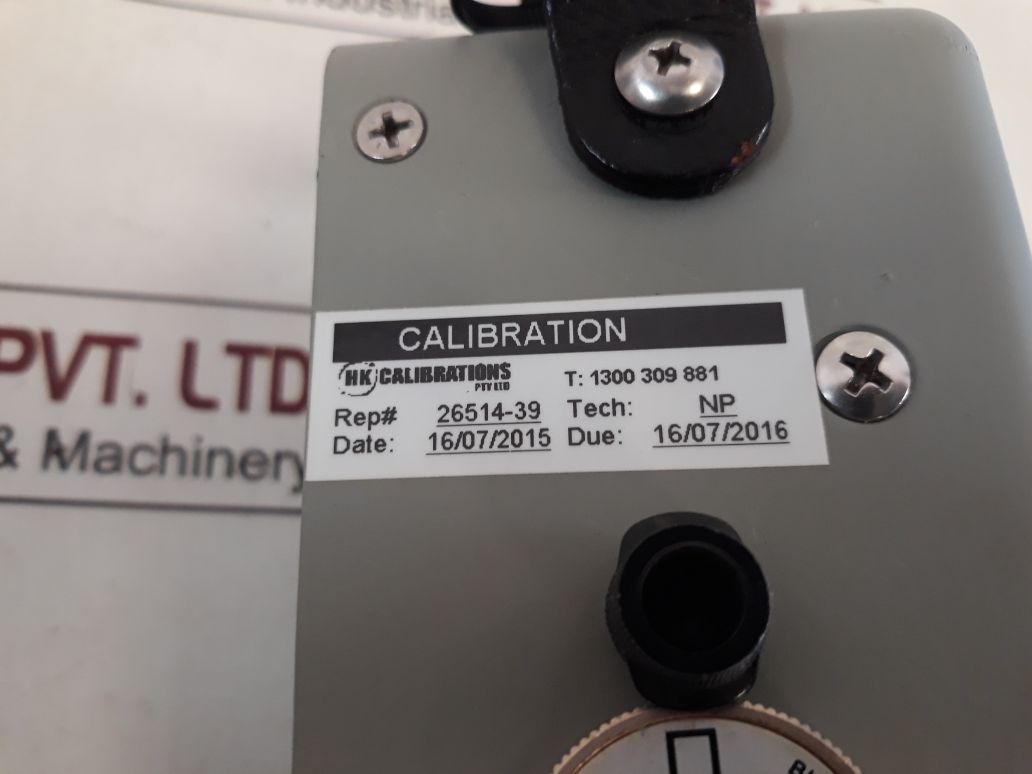 Industria
PVT. LTD
& Machinery
CALIBRATION
HK CALIBRATIONS
PTY LTD
T: 1300 309 881
Rep# 26514-39 Tech: NP
Date: 16/07/2015 Due: 16/07/2016